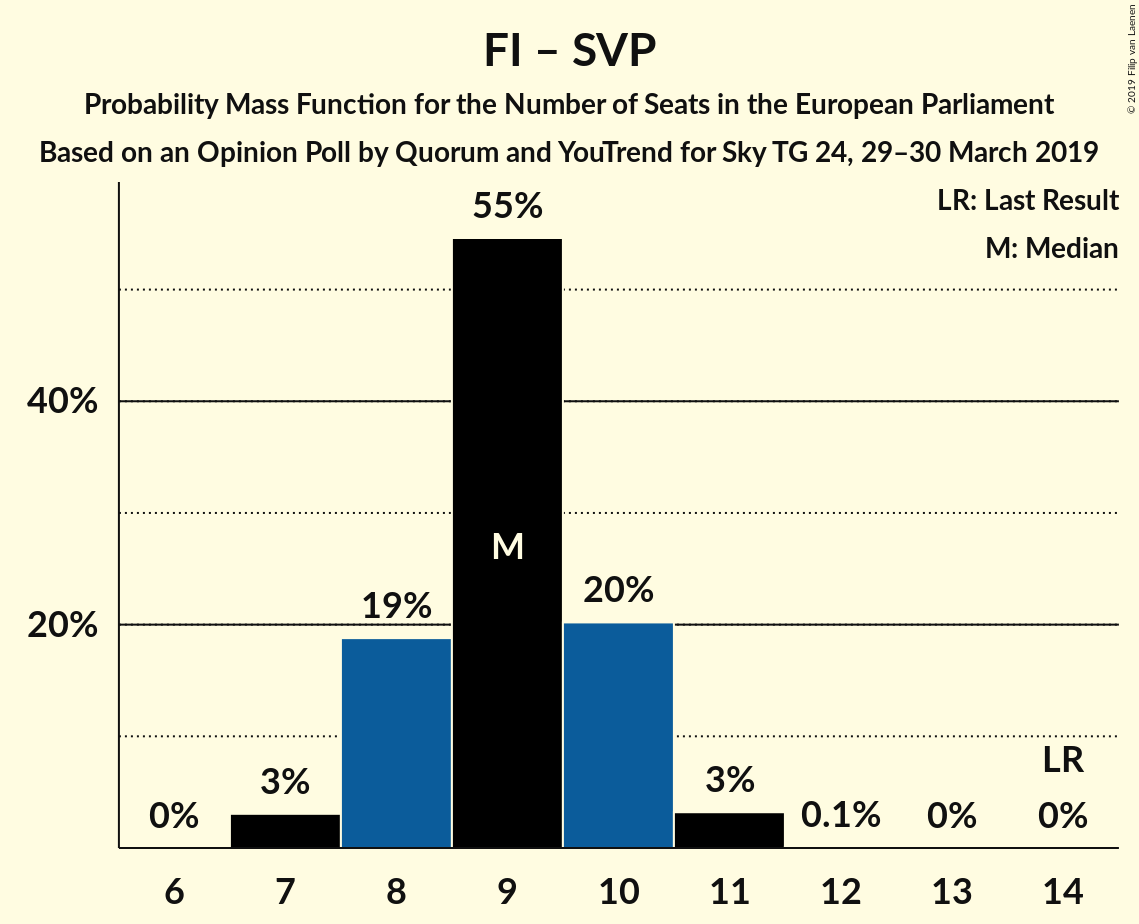 FI – SVP
Probability Mass Function for the Number of Seats in the European Parliament
Based on an Opinion Poll by Quorum and YouTrend for Sky TG 24, 29–30 March 2019
© 2019 Filip van Laenen
LR: Last Result
M: Median
55%
40%
M
20%
19%
20%
LR
3%
3%
0%
0.1%
0%
0%
6 7 8 9 10 11 12 13 14